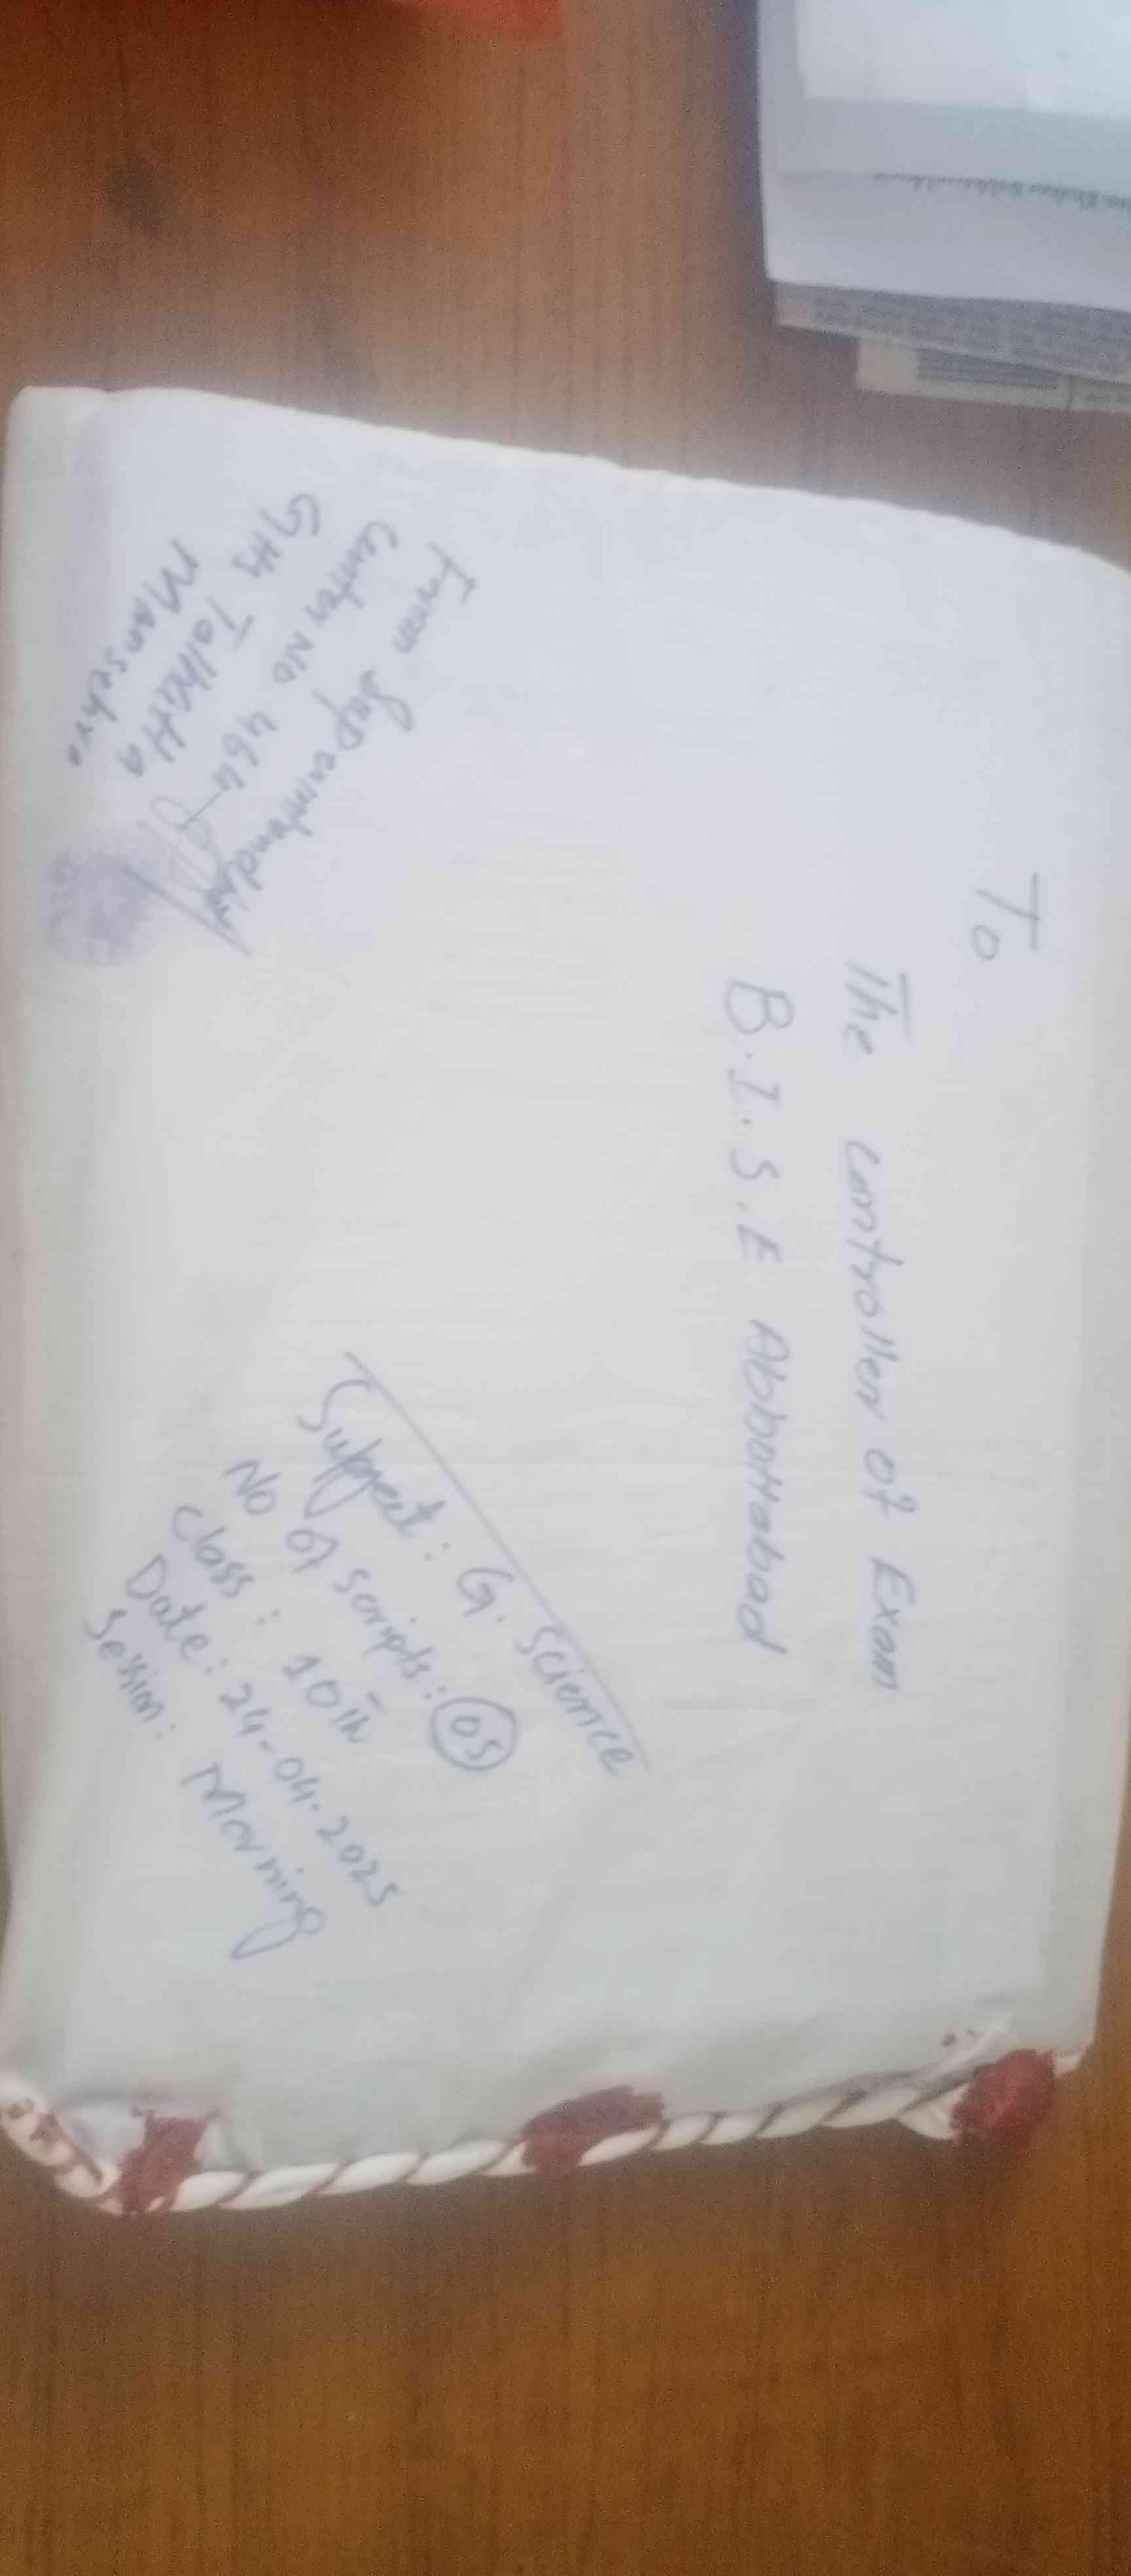 To
The Controller of Exam
B.I.S.E Abbottabad
From Superintendent
Center No 464
GHS Talhatta
Mansehra
Subject: G. Science
No of scripts: 05
Class: 10th
Date: 24-04-2025
Session: Morning